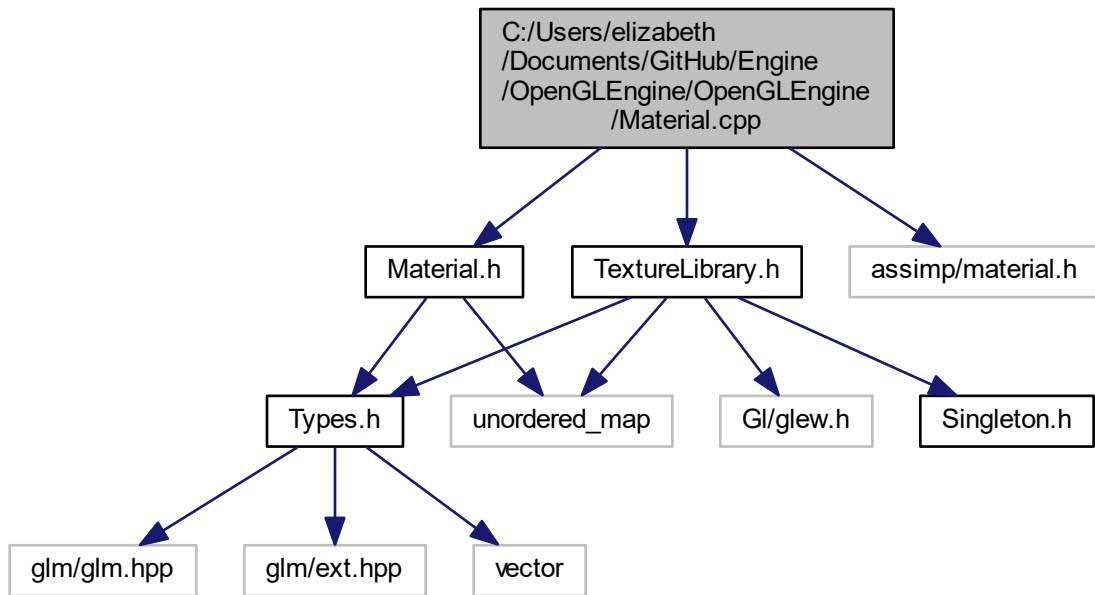 C:/Users/elizabeth
/Documents/GitHub/Engine
/OpenGLEngine/OpenGLEngine
/Material.cpp
Material.h
TextureLibrary.h
assimp/material.h
Types.h
unordered_map
Gl/glew.h
Singleton.h
glm/glm.hpp
glm/ext.hpp
vector